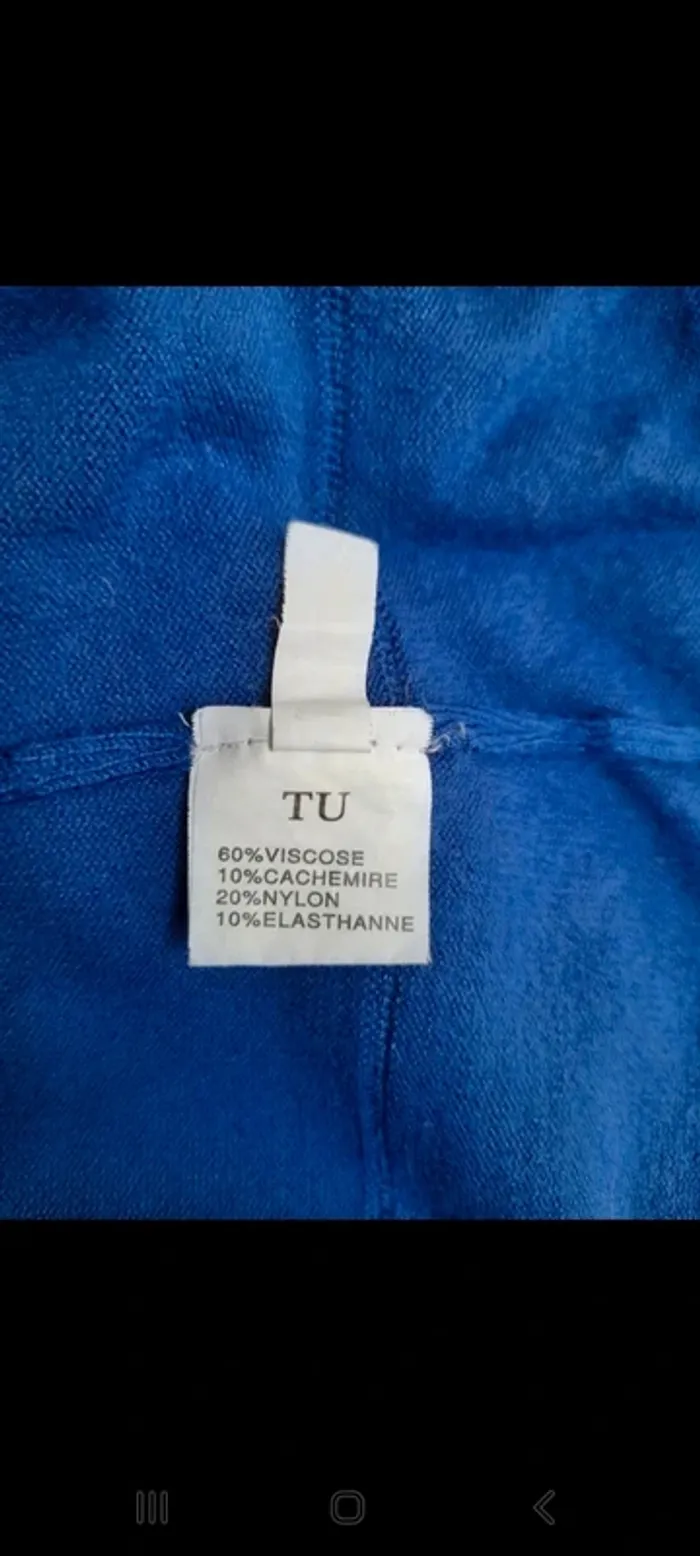 TU
60%VISCOSE
10%CACHEMIRE
20%NYLON
10%ELASTHANNE